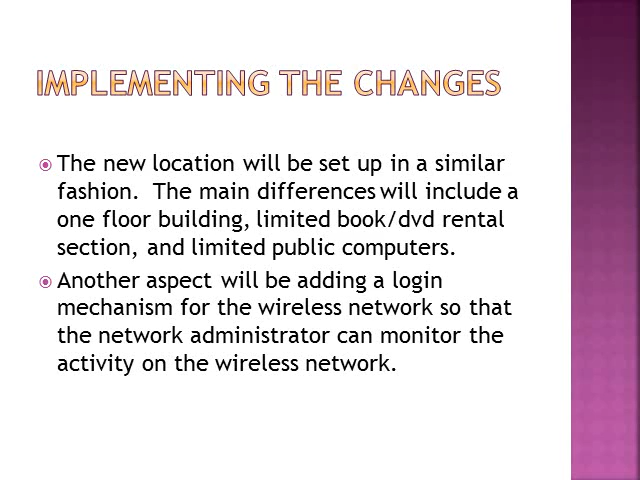 IMPLEMENTING THE CHANGES
The new location will be set up in a similar
fashion.  The main differences will include a
one floor building, limited book/dvd rental
section, and limited public computers.
Another aspect will be adding a login
mechanism for the wireless network so that
the network administrator can monitor the
activity on the wireless network.